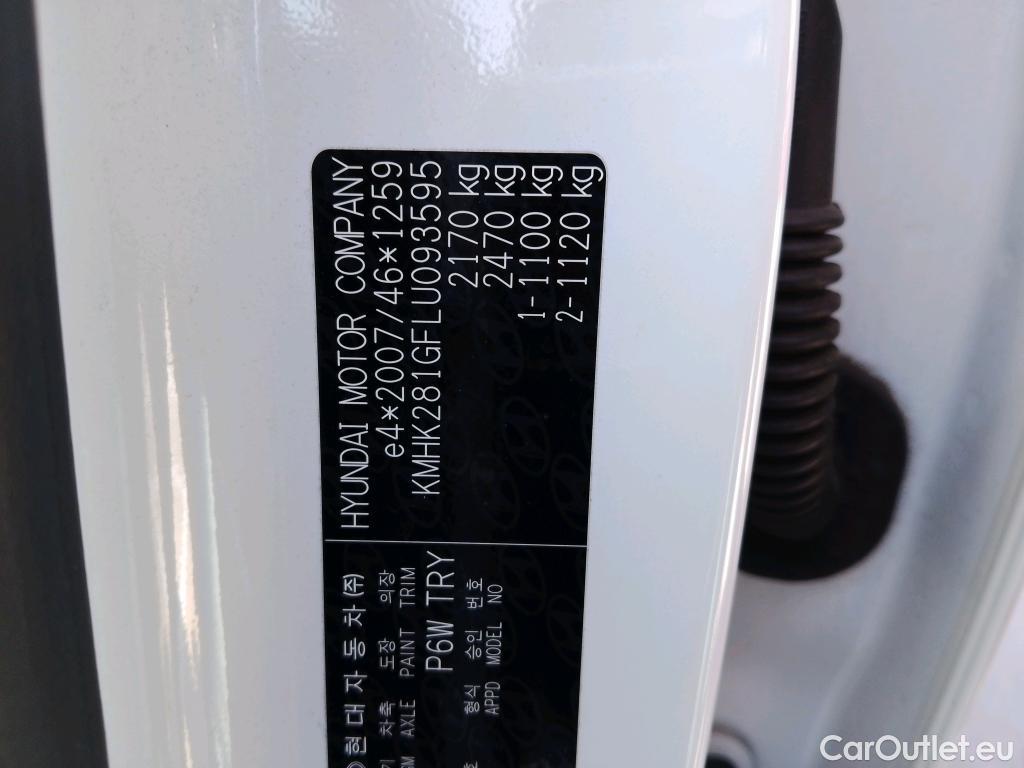 HYUNDAI MOTOR COMPANY
e4*2007/46*1259
KMHK281GFLU093595
2170 kg
2470 kg
1-1100 kg
2-1120 kg
현대자동차(주)
차축 도장 의장
AXLE PAINT TRIM
P6W TRY
형식 승인 번호
APPD MODEL NO
CarOutlet.eu